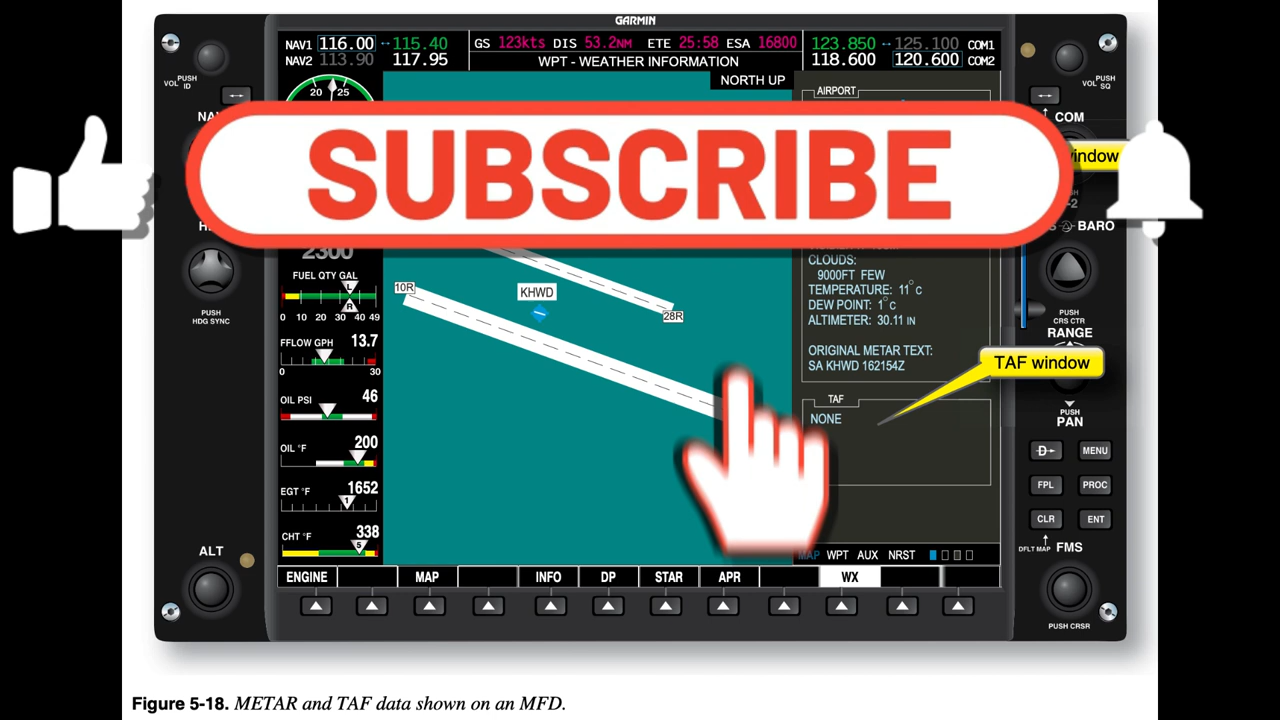 GARMIN
NAV1 116.00 ↔ 115.40
NAV2 113.90 117.95
GS 123kts DIS 53.2NM ETE 25:58 ESA 16800
WPT - WEATHER INFORMATION
123.850 ↔ 125.100 COM1
118.600 120.600 COM2
NORTH UP
VOL PUSH ID
VOL PUSH SQ
20 25
AIRPORT
COM
window
SUBSCRIBE
BARO
2300
CLOUDS:
9000FT FEW
TEMPERATURE: 11°C
DEW POINT: 1°C
ALTIMETER: 30.11 IN
ORIGINAL METAR TEXT:
SA KHWD 162154Z
TAF
NONE
TAF window
10R
KHWD
28R
FUEL QTY GAL
L
R
0 10 20 30 40 49
FFLOW GPH 13.7
0 30
OIL PSI 46
OIL °F 200
EGT °F 1652
1
CHT °F 338
5
PUSH
HDG SYNC
ALT
PUSH
CRS CTR
RANGE
PUSH
PAN
D
MENU
FPL
PROC
CLR
ENT
DFLT MAP
FMS
PUSH CRSR
MAP WPT AUX NRST
ENGINE MAP INFO DP STAR APR WX
Figure 5-18. METAR and TAF data shown on an MFD.